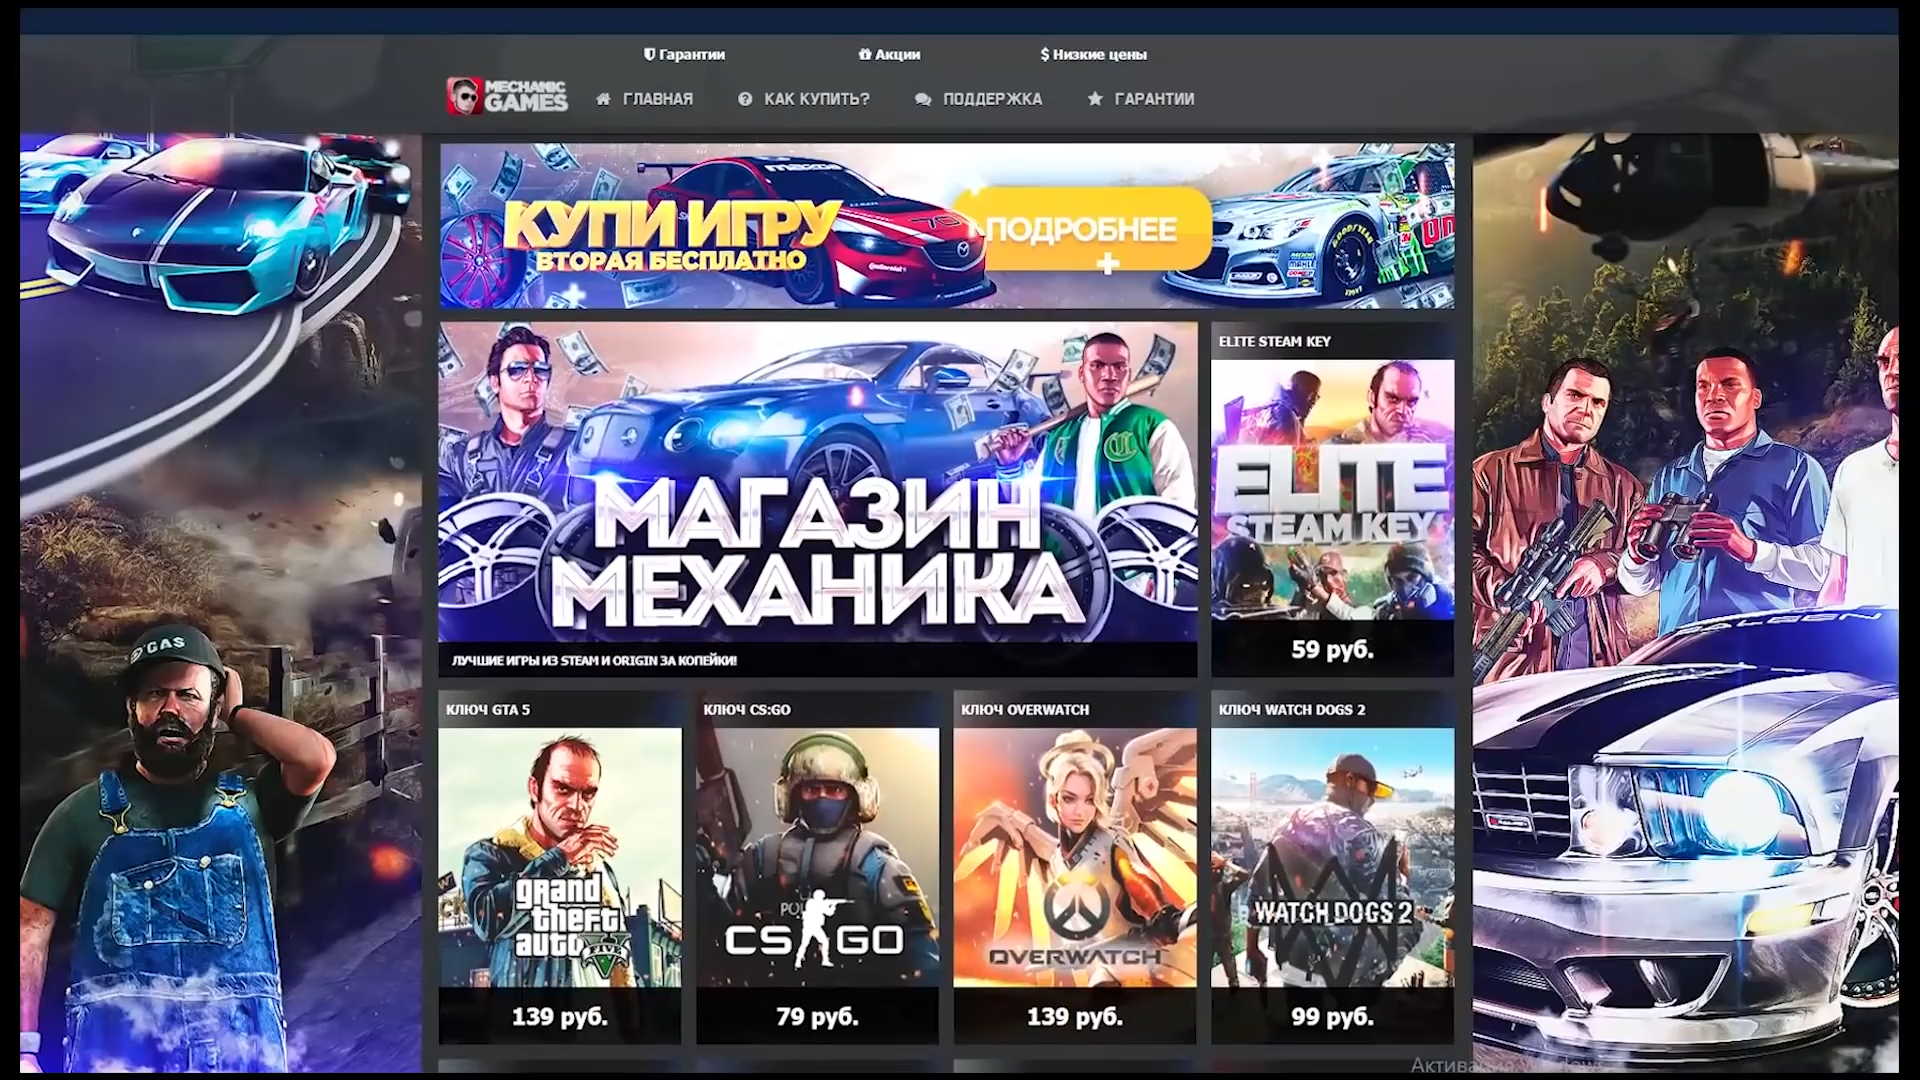 Гарантии
Акции
$ Низкие цены
MECHANIC
GAMES
ГЛАВНАЯ
КАК КУПИТЬ?
ПОДДЕРЖКА
ГАРАНТИИ
КУПИ ИГРУ
ВТОРАЯ БЕСПЛАТНО
ПОДРОБНЕЕ
МАГАЗИН
МЕХАНИКА
ЛУЧШИЕ ИГРЫ ИЗ STEAM И ORIGIN ЗА КОПЕЙКИ!
ELITE STEAM KEY
ELITE
STEAM KEY
59 руб.
GAS
КЛЮЧ GTA 5
grand
theft
auto
V
139 руб.
КЛЮЧ CS:GO
CS GO
79 руб.
КЛЮЧ OVERWATCH
OVERWATCH
139 руб.
КЛЮЧ WATCH DOGS 2
WATCH DOGS 2
99 руб.